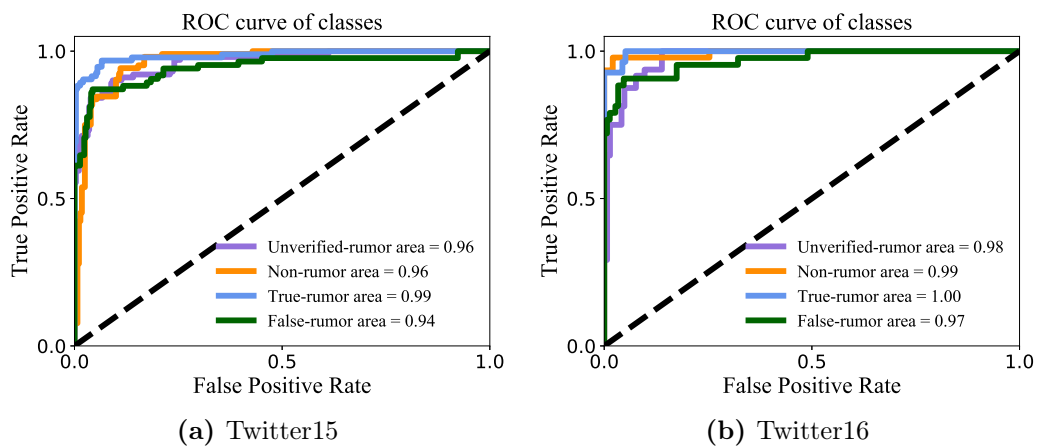 ROC curve of classes
True Positive Rate
1.0
0.5
0.0
Unverified-rumor area = 0.96
Non-rumor area = 0.96
True-rumor area = 0.99
False-rumor area = 0.94
0.0 0.5 1.0
False Positive Rate
(a) Twitter15
ROC curve of classes
True Positive Rate
1.0
0.5
0.0
Unverified-rumor area = 0.98
Non-rumor area = 0.99
True-rumor area = 1.00
False-rumor area = 0.97
0.0 0.5 1.0
False Positive Rate
(b) Twitter16